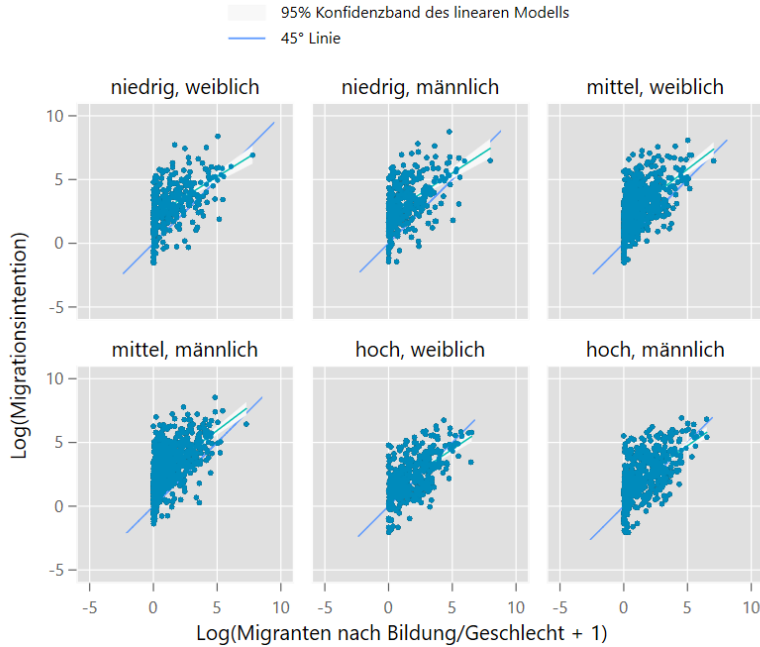 95% Konfidenzband des linearen Modells
45° Linie
niedrig, weiblich
niedrig, männlich
mittel, weiblich
10
5
0
-5
mittel, männlich
hoch, weiblich
hoch, männlich
10
5
0
-5
-5 0 5 10 -5 0 5 10 -5 0 5 10
Log(Migrationsintention)
Log(Migranten nach Bildung/Geschlecht + 1)